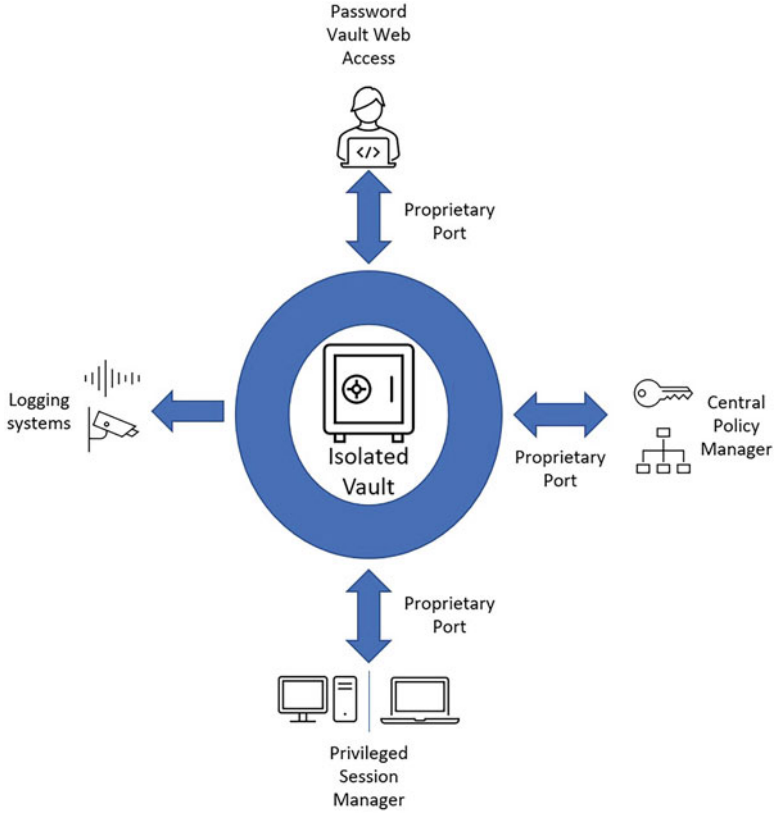 Password
Vault Web
Access
</>
Proprietary
Port
Logging
systems
Isolated
Vault
Proprietary
Port
Central
Policy
Manager
Proprietary
Port
Privileged
Session
Manager